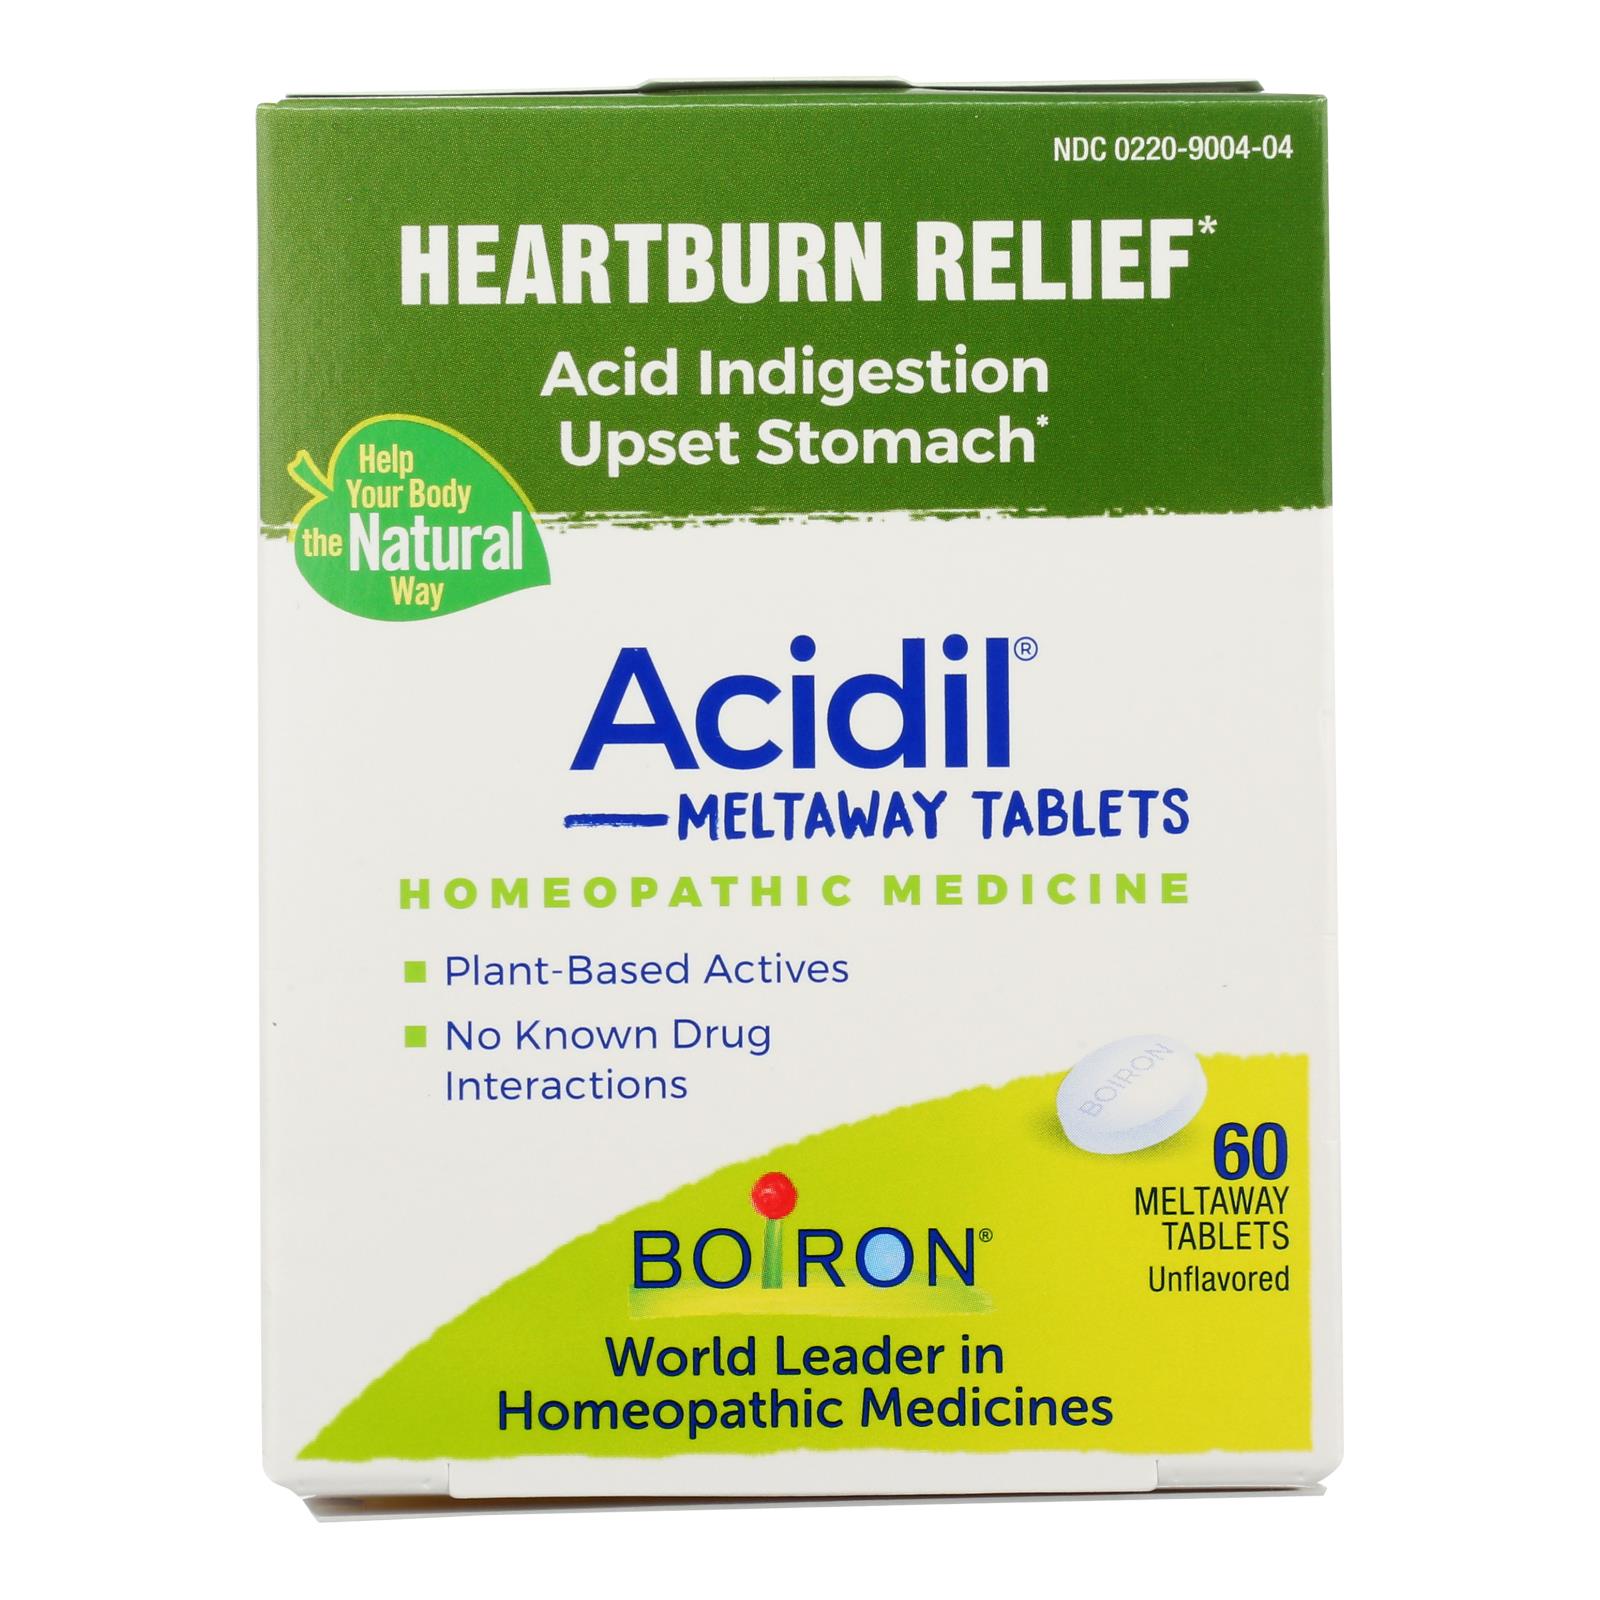 NDC 0220-9004-04
HEARTBURN RELIEF*
Acid Indigestion
Upset Stomach*
Help
Your Body
the Natural
Way
Acidil®
MELTAWAY TABLETS
HOMEOPATHIC MEDICINE
Plant-Based Actives
No Known Drug
Interactions
BOIRON
60
MELTAWAY
TABLETS
Unflavored
BOIRON®
World Leader in
Homeopathic Medicines